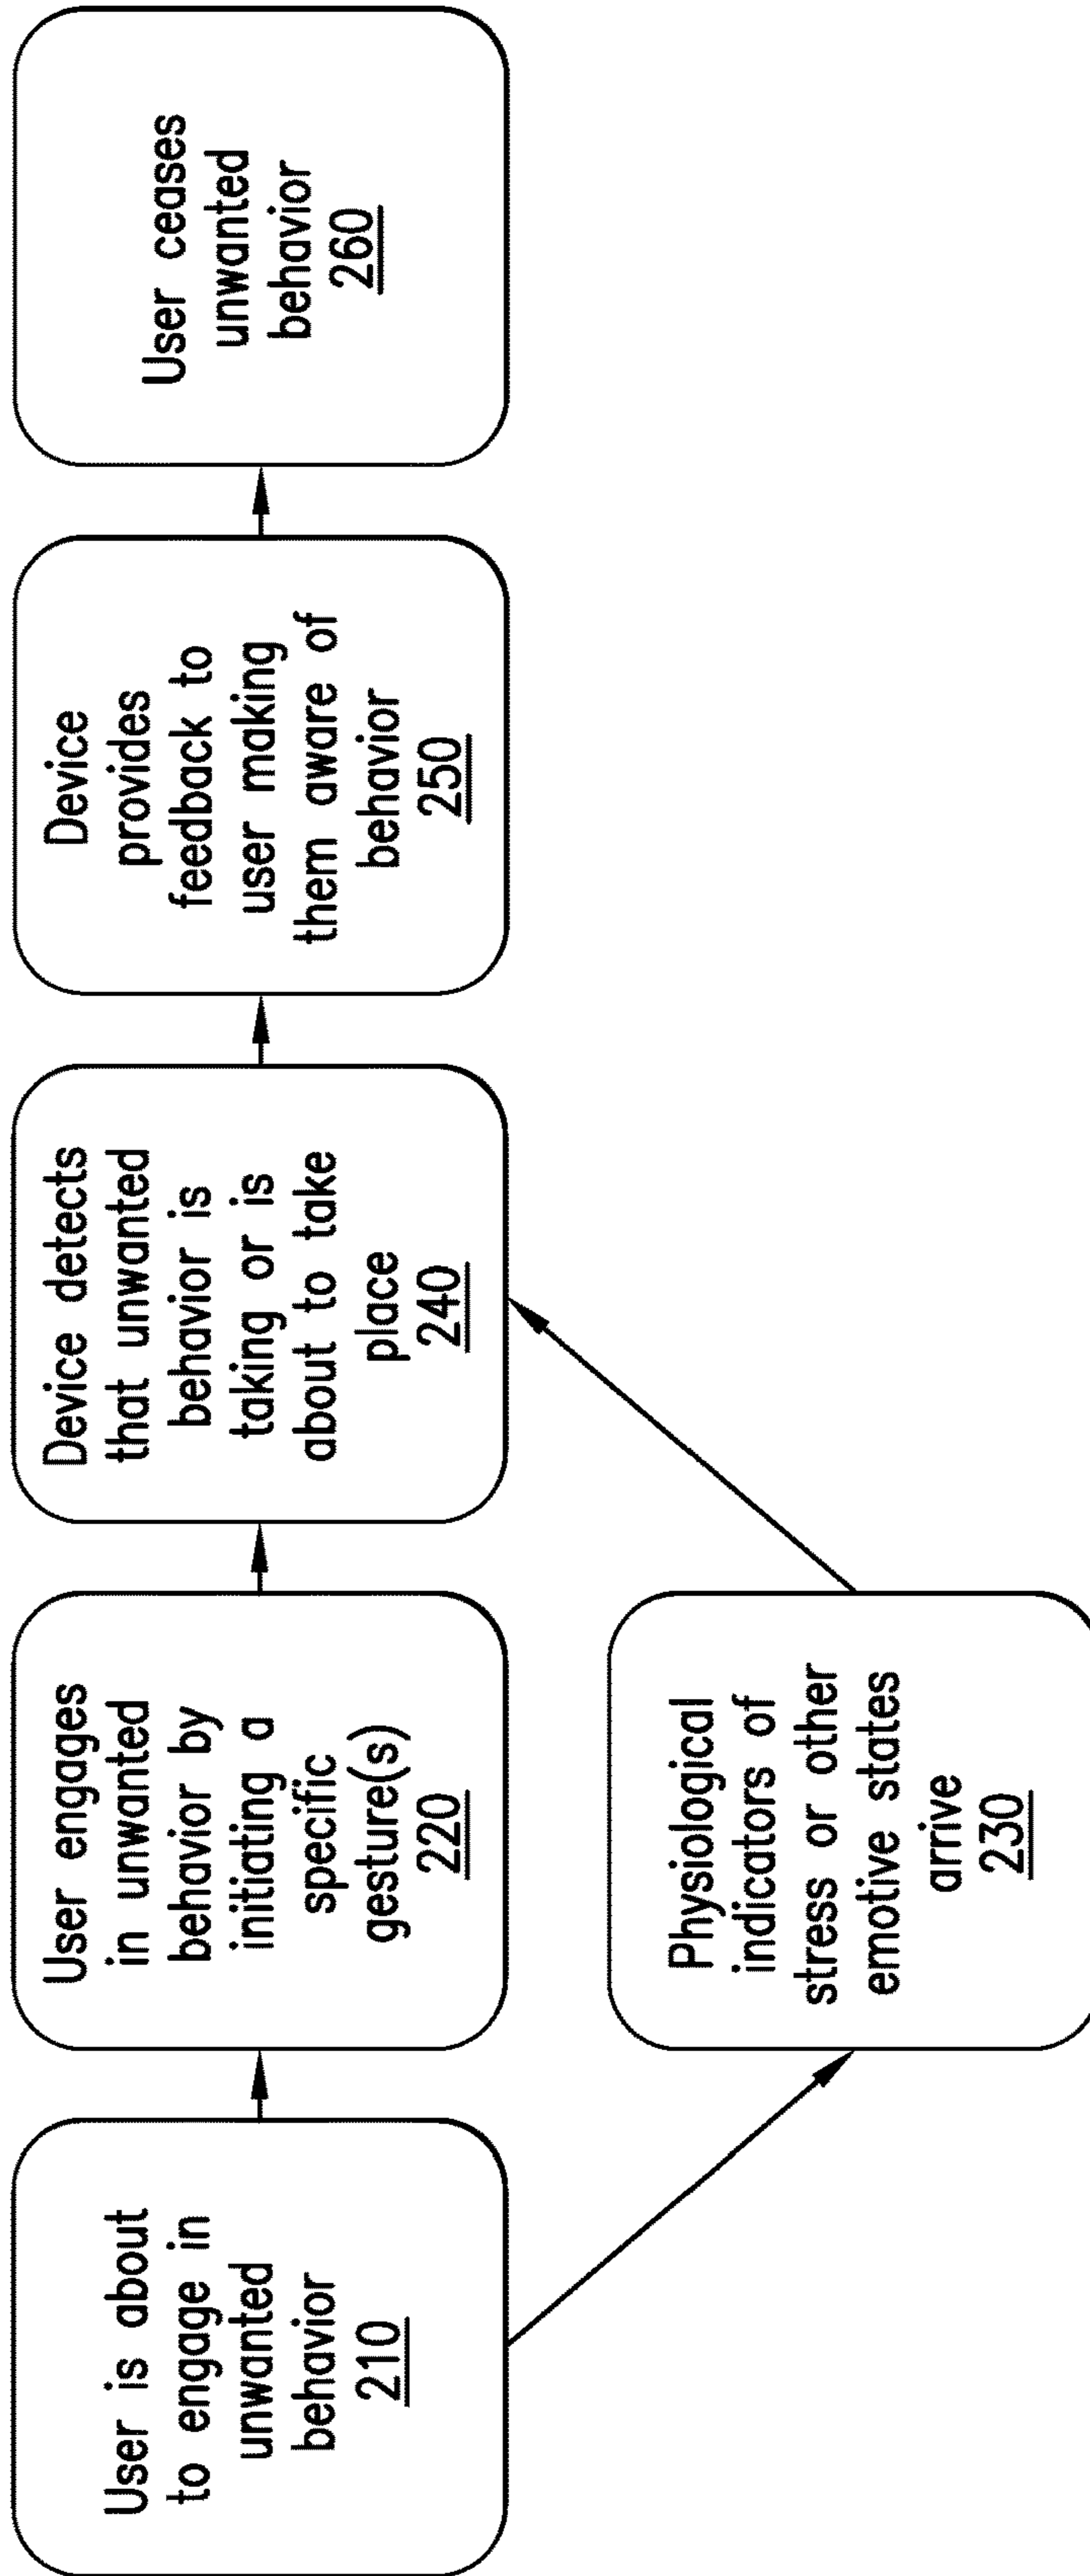 User is about
to engage in
unwanted
behavior
210
User engages
in unwanted
behavior by
initiating a
specific
gesture(s)
220
Physiological
indicators of
stress or other
emotive states
arrive
230
Device detects
that unwanted
behavior is
taking or is
about to take
place
240
Device
provides
feedback to
user making
them aware of
behavior
250
User ceases
unwanted
behavior
260